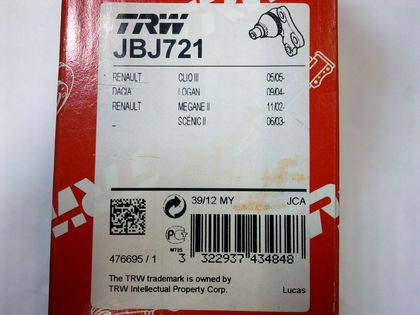 TRW
JBJ721
RENAULT CLIO III 05/05-
DACIA LOGAN 09/04-
RENAULT MEGANE II 11/02-
SCENIC II 06/03-
39/12 MY JCA
M725
476695 / 1 3 322937 434848
The TRW trademark is owned by
TRW Intellectual Property Corp. Lucas